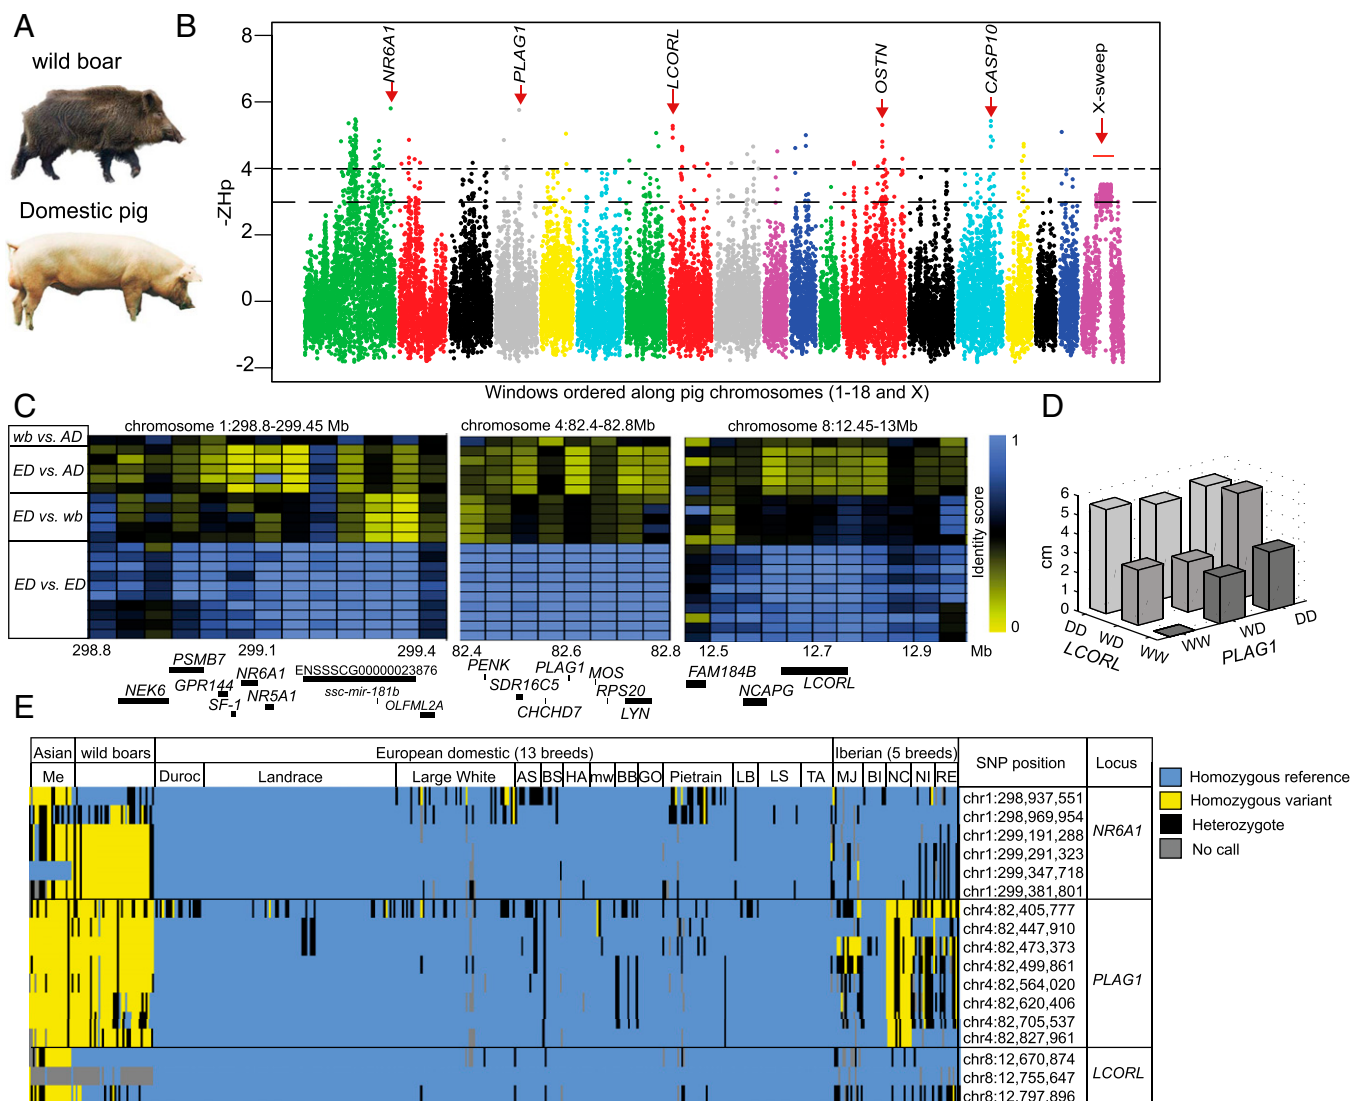 A
wild boar
Domestic pig
B
8
6
4
2
0
-2
-ZHp
NR6A1
PLAG1
LCORL
OSTN
CASP10
X-sweep
Windows ordered along pig chromosomes (1-18 and X)
C
chromosome 1:298.8-299.45 Mb
chromosome 4:82.4-82.8Mb
chromosome 8:12.45-13Mb
wb vs. AD
ED vs. AD
ED vs. wb
ED vs. ED
1
Identity score
0
298.8
299.1
299.4
82.4
82.6
82.8
12.5
12.7
12.9
Mb
PSMB7
NR6A1
ENSSSCG00000023876
NEK6
GPR144
SF-1
NR5A1
ssc-mir-181b
OLFML2A
PENK
PLAG1
MOS
SDR16C5
RPS20
CHCHD7
LYN
FAM184B
NCAPG
LCORL
D
6
5
4
3
2
1
0
cm
DD
WD
WW
LCORL
WW
WD
DD
PLAG1
E
Asian
wild boars
European domestic (13 breeds)
Iberian (5 breeds)
SNP position
Locus
Me
Duroc
Landrace
Large White
AS
BS
HA
mw
BB
GO
Pietrain
LB
LS
TA
MJ
BI
NC
NI
RE
chr1:298,937,551
chr1:298,969,954
chr1:299,191,288
chr1:299,291,323
chr1:299,347,718
chr1:299,381,801
NR6A1
chr4:82,405,777
chr4:82,447,910
chr4:82,473,373
chr4:82,499,861
chr4:82,564,020
chr4:82,620,406
chr4:82,705,537
chr4:82,827,961
PLAG1
chr8:12,670,874
chr8:12,755,647
chr8:12,797,896
LCORL
Homozygous reference
Homozygous variant
Heterozygote
No call